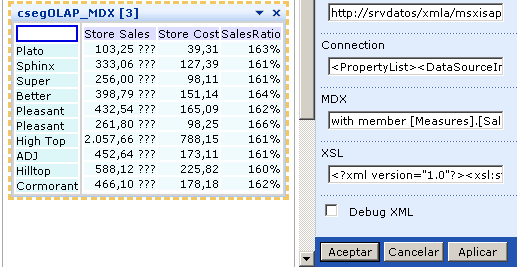 csegOLAP_MDX [3]
Store Sales Store Cost SalesRatio
Plato 103,25 ??? 39,31 163%
Sphinx 333,06 ??? 127,39 161%
Super 256,00 ??? 98,11 161%
Better 398,79 ??? 151,14 164%
Pleasant 432,54 ??? 165,09 162%
Pleasant 261,80 ??? 98,25 166%
High Top 2.057,66 ??? 788,15 161%
ADJ 452,64 ??? 173,11 161%
Hilltop 588,12 ??? 225,82 160%
Cormorant 466,10 ??? 178,18 162%
http://srvdatos/xmla/msxisap
Connection
<PropertyList><DataSourceIn
MDX
with member [Measures].[Sal
XSL
<?xml version="1.0"?><xsl:st
Debug XML
Aceptar Cancelar Aplicar